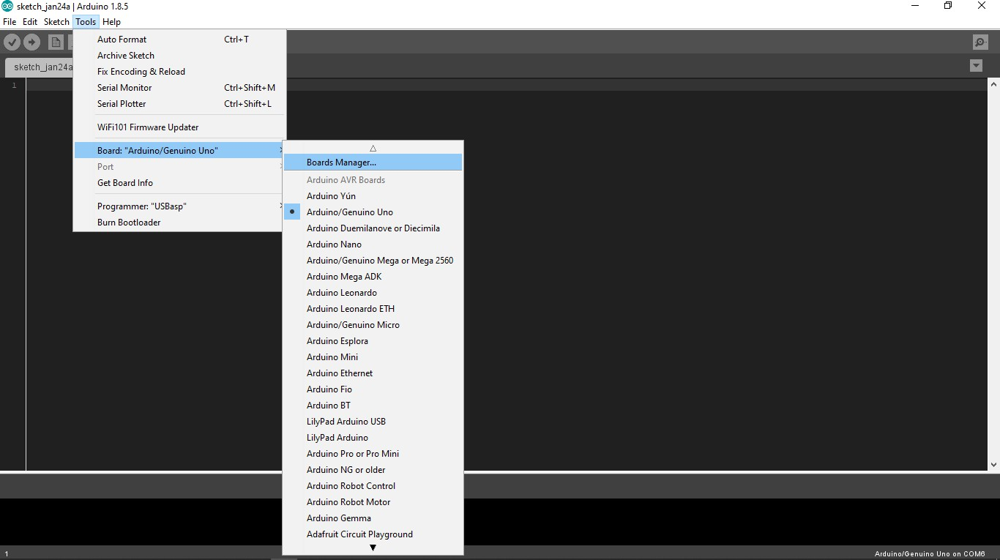 sketch_jan24a | Arduino 1.8.5
File Edit Sketch Tools Help
Auto Format Ctrl+T
Archive Sketch
Fix Encoding & Reload
Serial Monitor Ctrl+Shift+M
Serial Plotter Ctrl+Shift+L
WiFi101 Firmware Updater
Board: "Arduino/Genuino Uno"
Port
Get Board Info
Programmer: "USBasp"
Burn Bootloader
sketch_jan24a
1
Boards Manager...
Arduino AVR Boards
Arduino Yún
Arduino/Genuino Uno
Arduino Duemilanove or Diecimila
Arduino Nano
Arduino/Genuino Mega or Mega 2560
Arduino Mega ADK
Arduino Leonardo
Arduino Leonardo ETH
Arduino/Genuino Micro
Arduino Esplora
Arduino Mini
Arduino Ethernet
Arduino Fio
Arduino BT
LilyPad Arduino USB
LilyPad Arduino
Arduino Pro or Pro Mini
Arduino NG or older
Arduino Robot Control
Arduino Robot Motor
Arduino Gemma
Adafruit Circuit Playground
1
Arduino/Genuino Uno on COM6